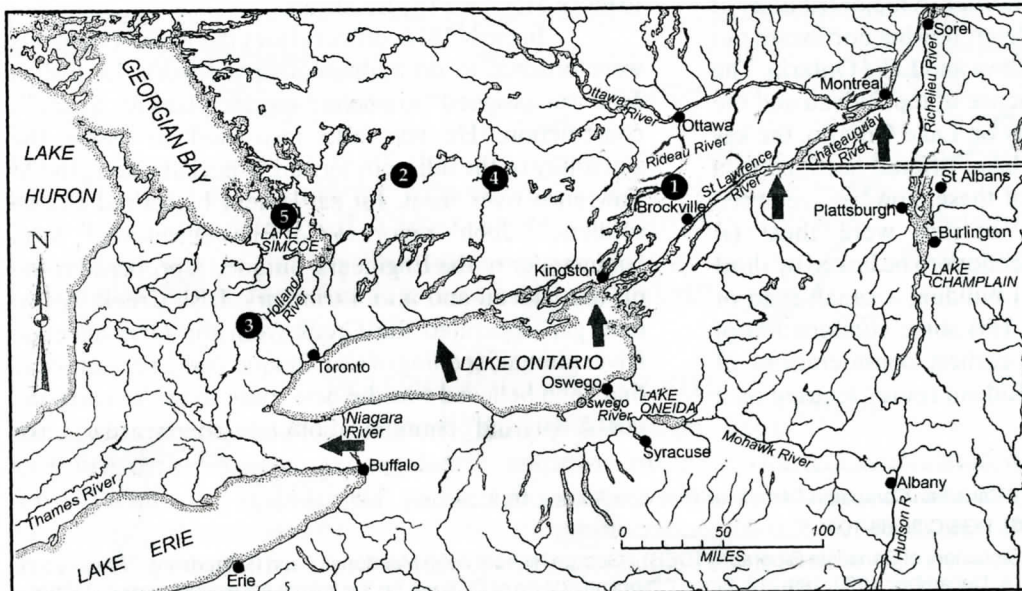 Sorel
Richelieu River
GEORGIAN BAY
Montreal
Ottawa River
Ottawa
LAKE
HURON
Châteauguay
River
Rideau River
St Lawrence
River
2
4
1
St Albans
Brockville
Plattsburgh
5
LAKE
SIMCOE
Burlington
N
Kingston
LAKE
CHAMPLAIN
Holland
River
3
Toronto
LAKE ONTARIO
Oswego
Oswego
River
LAKE
ONEIDA
Niagara
River
Mohawk River
Syracuse
Buffalo
Albany
Thames River
Hudson River
LAKE ERIE
0 50 100
MILES
Erie